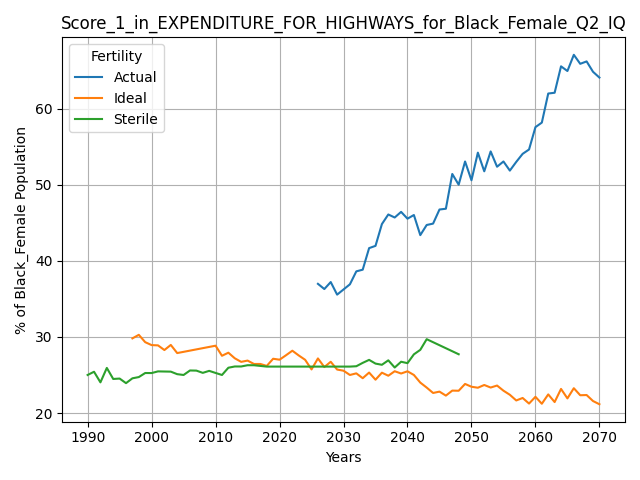 Score_1_in_EXPENDITURE_FOR_HIGHWAYS_for_Black_Female_Q2_IQ
Fertility
Actual
Ideal
Sterile
% of Black_Female Population
60
50
40
30
20
1990 2000 2010 2020 2030 2040 2050 2060 2070
Years